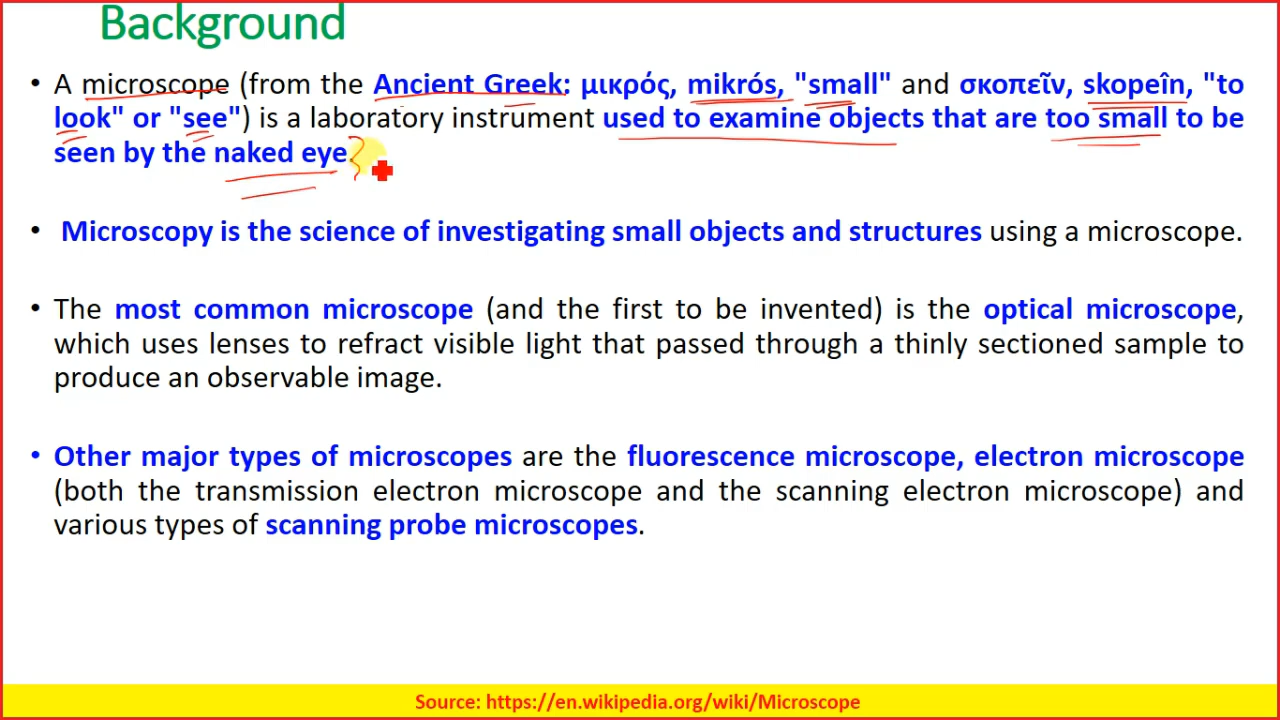 Background
• A microscope (from the Ancient Greek: μικρός, mikrós, "small" and σκοπεῖν, skopeîn, "to
look" or "see") is a laboratory instrument used to examine objects that are too small to be
seen by the naked eye.
• Microscopy is the science of investigating small objects and structures using a microscope.
• The most common microscope (and the first to be invented) is the optical microscope,
which uses lenses to refract visible light that passed through a thinly sectioned sample to
produce an observable image.
• Other major types of microscopes are the fluorescence microscope, electron microscope
(both the transmission electron microscope and the scanning electron microscope) and
various types of scanning probe microscopes.
Source: https://en.wikipedia.org/wiki/Microscope